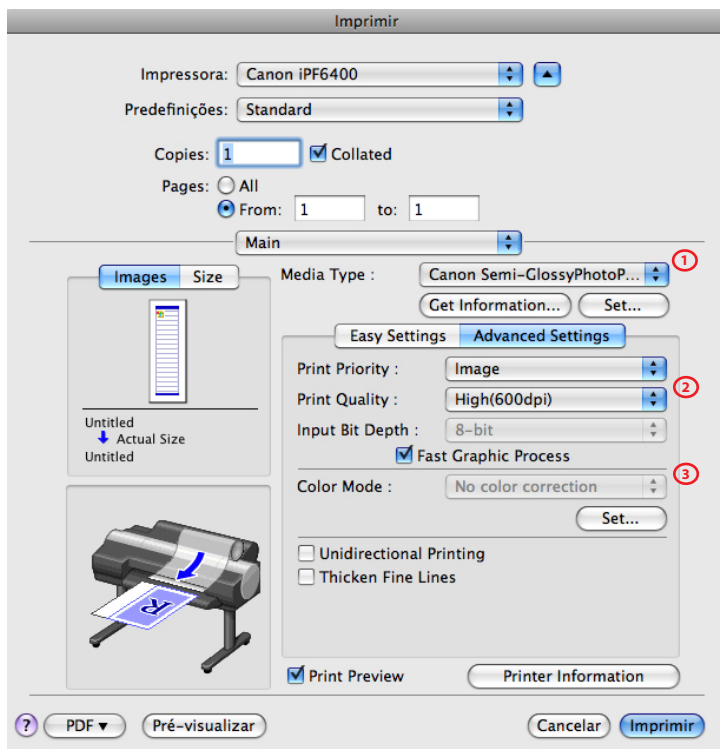 Imprimir
Impressora: Canon iPF6400
Predefinições: Standard
Copies: 1 Collated
Pages: All
From: 1 to: 1
Main
Images Size
Media Type : Canon Semi-GlossyPhotoP... 1
Get Information... Set...
Easy Settings Advanced Settings
Print Priority : Image
Print Quality : High(600dpi) 2
Input Bit Depth : 8-bit
Fast Graphic Process
Color Mode : No color correction 3
Set...
Unidirectional Printing
Thicken Fine Lines
Untitled
Actual Size
Untitled
R
Print Preview Printer Information
? PDF ▼ Pré-visualizar Cancelar Imprimir